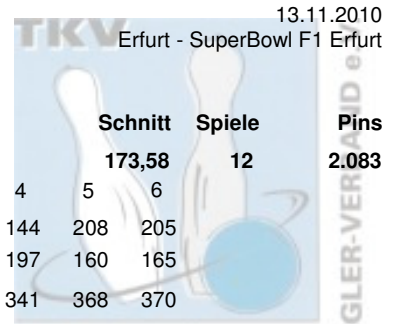 13.11.2010
TKV
Erfurt - SuperBowl F1 Erfurt
Schnitt Spiele Pins
173,58 12 2.083
4 5 6
144 208 205
197 160 165
341 368 370
GLER-VERBAND e.V.